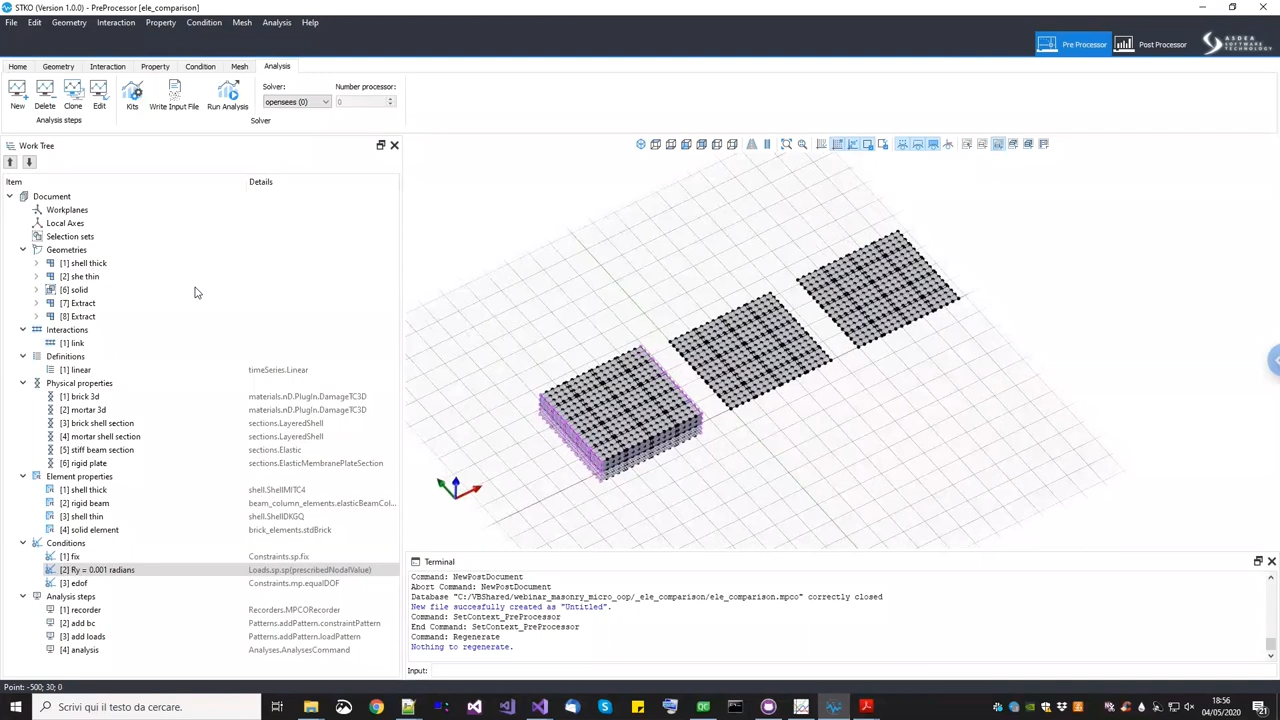 STKO (Version 1.0.0) - PreProcessor [ele_comparison]
File Edit Geometry Interaction Property Condition Mesh Analysis Help
Pre Processor Post Processor ASDEA SOFTWARE TECHNOLOGY
Home Geometry Interaction Property Condition Mesh Analysis
Solver: Number processor:
opensees (0) 0
New Delete Clone Edit Kits Write Input File Run Analysis
Analysis steps Solver
Work Tree
Item Details
Document
Workplanes
Local Axes
Selection sets
Geometries
[1] shell thick
[2] she thin
[6] solid
[7] Extract
[8] Extract
Interactions
[1] link
Definitions
[1] linear timeSeries.Linear
Physical properties
[1] brick 3d materials.nD.PlugIn.DamageTC3D
[2] mortar 3d materials.nD.PlugIn.DamageTC3D
[3] brick shell section sections.LayeredShell
[4] mortar shell section sections.LayeredShell
[5] stiff beam section sections.Elastic
[6] rigid plate sections.ElasticMembranePlateSection
Element properties
[1] shell thick shell.ShellMITC4
[2] rigid beam beam_column_elements.elasticBeamCol...
[3] shell thin shell.ShellDKGQ
[4] solid element brick_elements.stdBrick
Conditions
[1] fix Constraints.sp.fix
[2] Ry = 0.001 radians Loads.sp.sp(prescribedNodalValue)
[3] edof Constraints.mp.equalDOF
Analysis steps
[1] recorder Recorders.MPCORecorder
[2] add bc Patterns.addPattern.constraintPattern
[3] add loads Patterns.addPattern.loadPattern
[4] analysis Analyses.AnalysesCommand
Terminal
Command: NewPostDocument
Abort Command: NewPostDocument
Database "C:/VBShared/webinar_masonry_micro_oop/_ele_comparison/ele_comparison.mpco" correctly closed
New file succesfully created as "Untitled".
Command: SetContext_PreProcessor
End Command: SetContext_PreProcessor
Command: Regenerate
Nothing to regenerate.
Input:
Point: -500; 30; 0
Scrivi qui il testo da cercare.
18:56
04/05/2020